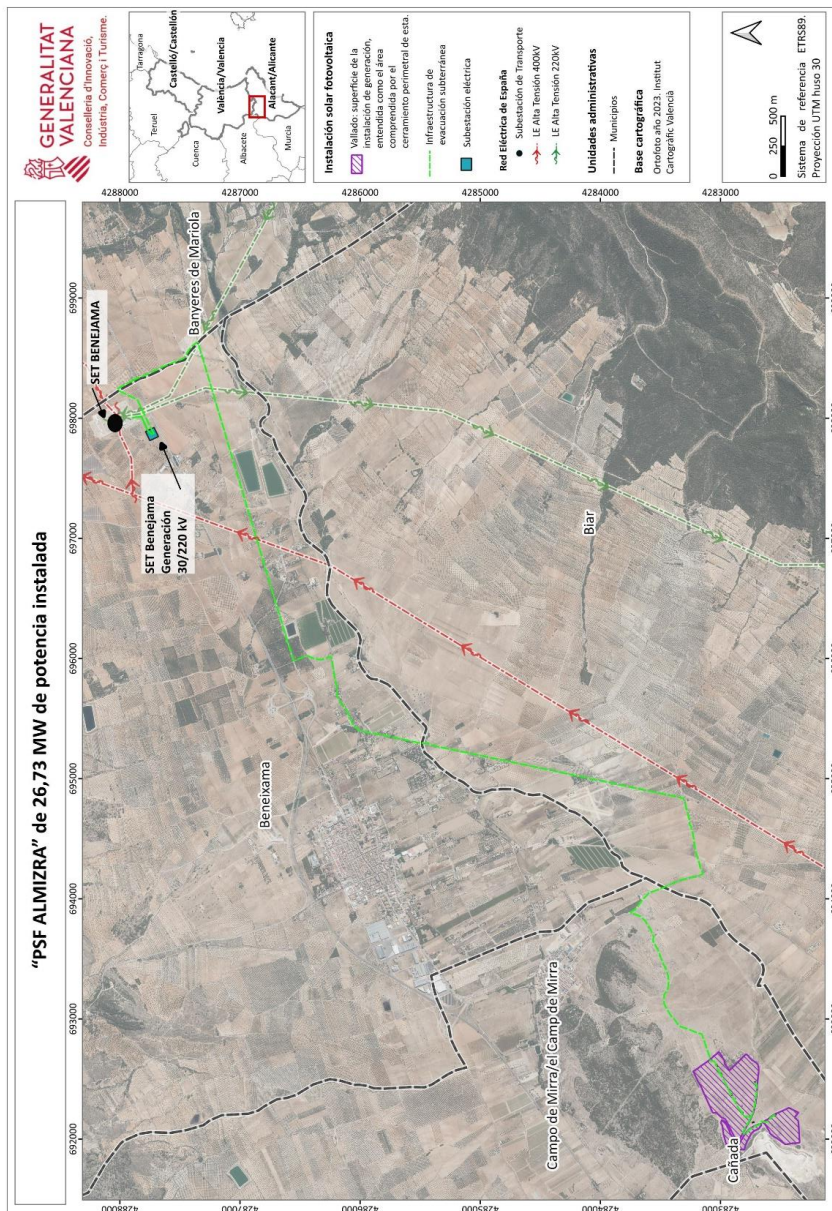 "PSF ALMIZRA" de 26,73 MW de potencia instalada
GENERALITAT
VALENCIANA
Conselleria d'Innovació,
Indústria, Comerç i Turisme.
Tarragona
Teruel
Castelló/Castellón
Cuenca
València/Valencia
Albacete
Alacant/Alicante
Murcia
Instalación solar fotovoltaica
Vallado: superficie de la
instalación de generación,
entendida como el área
comprendida por el
cerramiento perimetral de esta.
Infraestructura de
evacuación subterránea
Subestación eléctrica
Red Eléctrica de España
Subestación de Transporte
LE Alta Tensión 400kV
LE Alta Tensión 220kV
Unidades administrativas
Municipios
Base cartográfica
Ortofoto año 2023. Institut
Cartogràfic Valencià
0 250 500 m
Sistema de referencia ETRS89.
Proyección UTM huso 30
692000
693000
694000
695000
696000
697000
698000
699000
4288000
4287000
4286000
4285000
4284000
4283000
SET BENEJAMA
Banyeres de Mariola
SET Benejama
Generación
30/220 kV
Beneixama
Biar
Campo de Mirra/el Camp de Mirra
Cañada